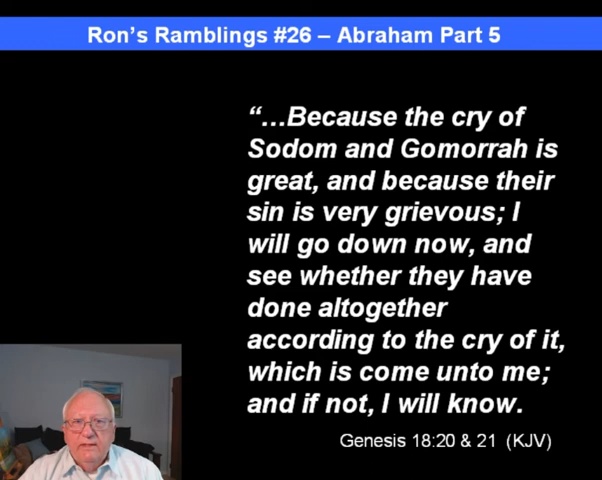 Ron's Ramblings #26 – Abraham Part 5
“…Because the cry of
Sodom and Gomorrah is
great, and because their
sin is very grievous; I
will go down now, and
see whether they have
done altogether
according to the cry of it,
which is come unto me;
and if not, I will know.
Genesis 18:20 & 21 (KJV)